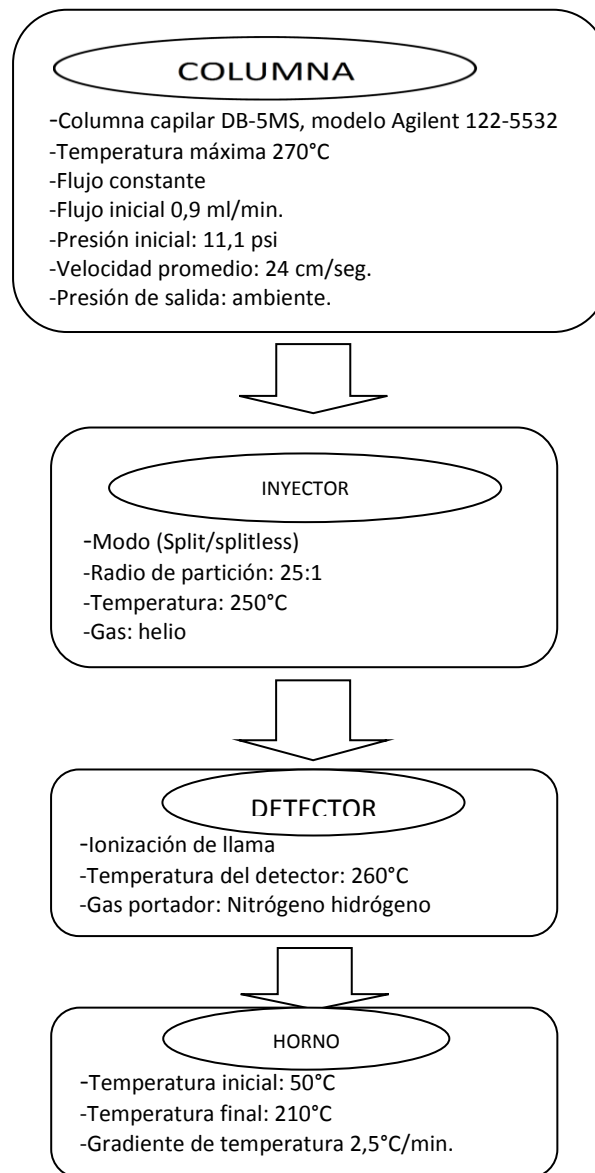 COLUMNA
-Columna capilar DB-5MS, modelo Agilent 122-5532
-Temperatura máxima 270°C
-Flujo constante
-Flujo inicial 0,9 ml/min.
-Presión inicial: 11,1 psi
-Velocidad promedio: 24 cm/seg.
-Presión de salida: ambiente.
INYECTOR
-Modo (Split/splitless)
-Radio de partición: 25:1
-Temperatura: 250°C
-Gas: helio
DETECTOR
-Ionización de llama
-Temperatura del detector: 260°C
-Gas portador: Nitrógeno hidrógeno
HORNO
-Temperatura inicial: 50°C
-Temperatura final: 210°C
-Gradiente de temperatura 2,5°C/min.